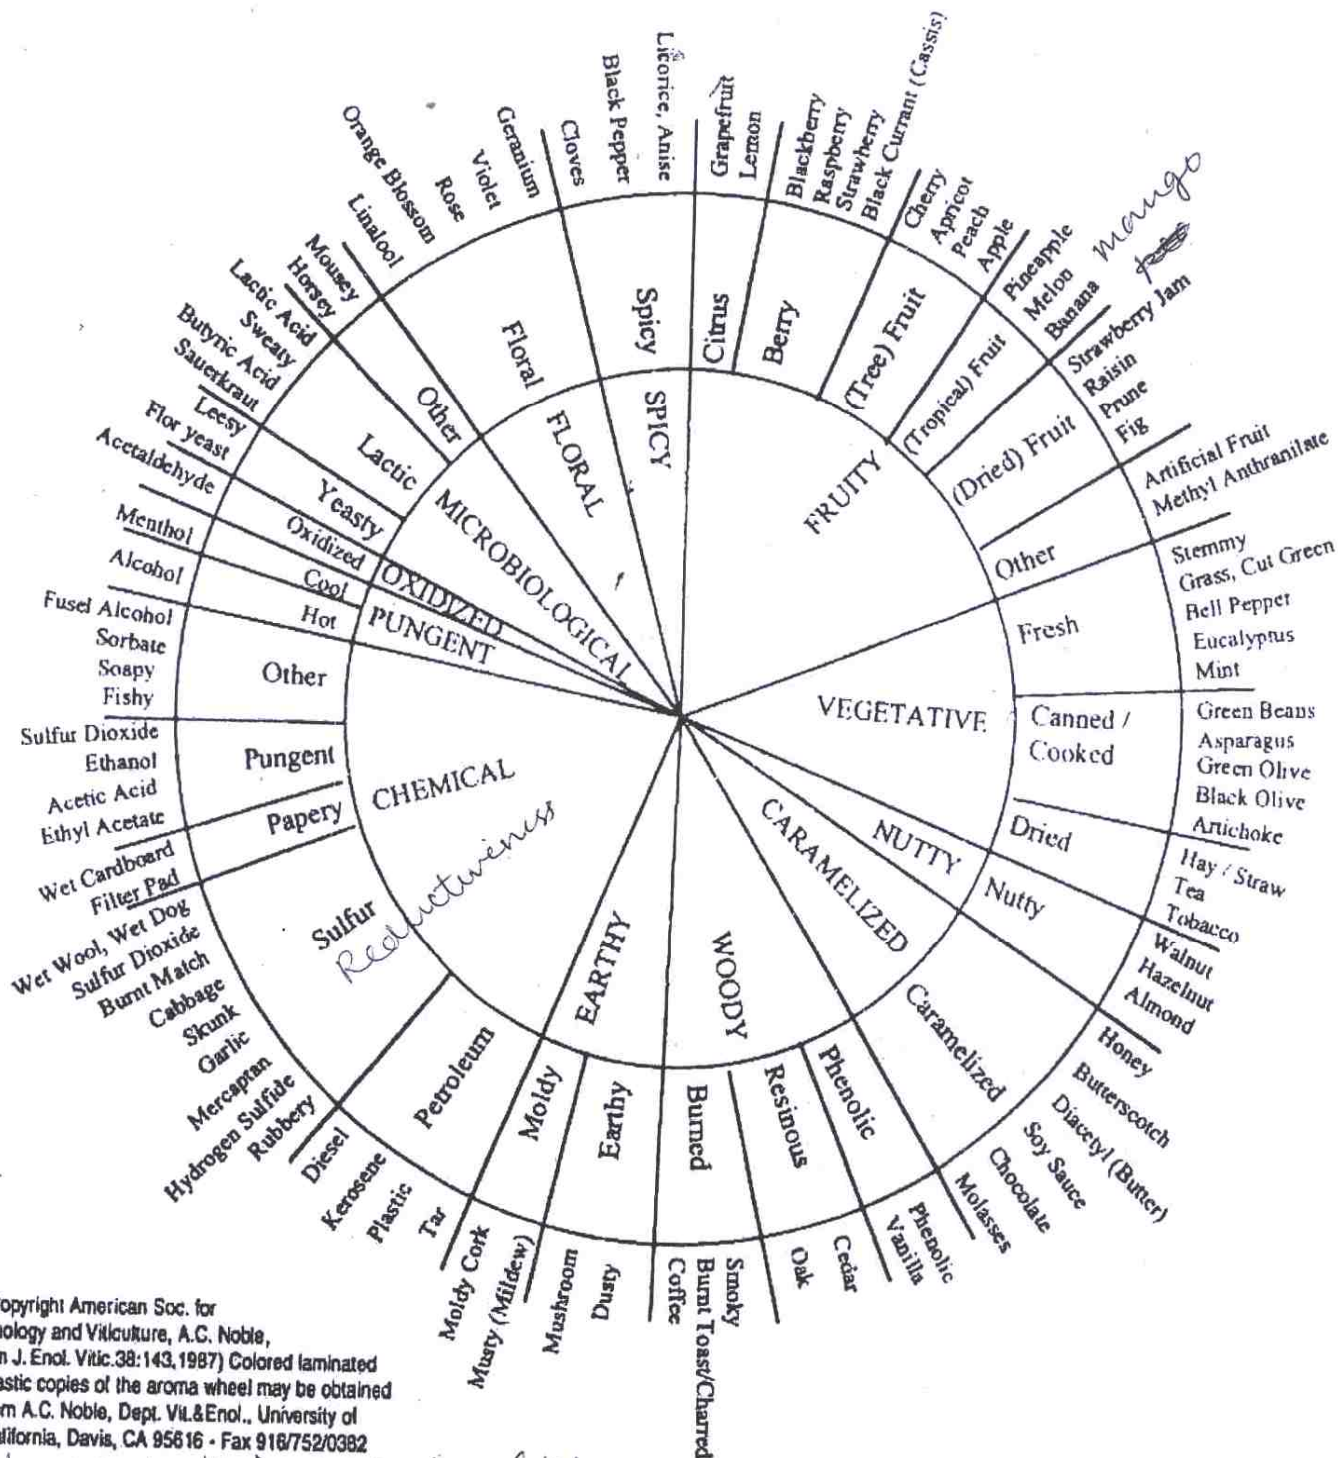 SPICY
Spicy
Licorice, Anise
Black Pepper
Cloves
FRUITY
Citrus
Grapefruit
Lemon
Berry
Blackberry
Raspberry
Strawberry
Black Currant (Cassis)
(Tree) Fruit
Cherry
Apricot
Peach
Apple
(Tropical) Fruit
Pineapple
Melon
Banana
mango
(Dried) Fruit
Strawberry Jam
Raisin
Prune
Fig
Other
Artificial Fruit
Methyl Anthranilate
VEGETATIVE
Fresh
Stemmy
Grass, Cut Green
Bell Pepper
Eucalyptus
Mint
Canned /
Cooked
Green Beans
Asparagus
Green Olive
Black Olive
Artichoke
Dried
Hay / Straw
Tea
Tobacco
NUTTY
Nutty
Walnut
Hazelnut
Almond
CARAMELIZED
Caramelized
Honey
Butterscotch
Diacetyl (Butter)
Soy Sauce
Chocolate
Molasses
WOODY
Phenolic
Phenolic
Vanilla
Resinous
Cedar
Oak
Burned
Smoky
Burnt Toast/Charred
Coffee
EARTHY
Earthy
Dusty
Mushroom
Moldy
Musty (Mildew)
Moldy Cork
CHEMICAL
Petroleum
Tar
Plastic
Kerosene
Diesel
Sulfur
Reductiveness
Rubbery
Hydrogen Sulfide
Mercaptan
Garlic
Skunk
Cabbage
Burnt Match
Sulfur Dioxide
Wet Wool, Wet Dog
Papery
Filter Pad
Wet Cardboard
Pungent
Ethyl Acetate
Acetic Acid
Ethanol
Sulfur Dioxide
Other
Fishy
Soapy
Sorbate
Fusel Alcohol
PUNGENT
Hot
Alcohol
Cool
Menthol
OXIDIZED
Oxidized
Acetaldehyde
MICROBIOLOGICAL
Yeasty
Flor yeast
Leesy
Lactic
Sauerkraut
Butyric Acid
Sweaty
Lactic Acid
Other
Horsey
Mousey
FLORAL
Floral
Linalool
Orange Blossom
Rose
Violet
Geranium
opyright American Soc. for
nology and Viticulture, A.C. Noble,
n J. Enol. Vitic.38:143,1987) Colored laminated
astic copies of the aroma wheel may be obtained
om A.C. Noble, Dept. Vit.&Enol., University of
alifornia, Davis, CA 95616 - Fax 916/752/0382